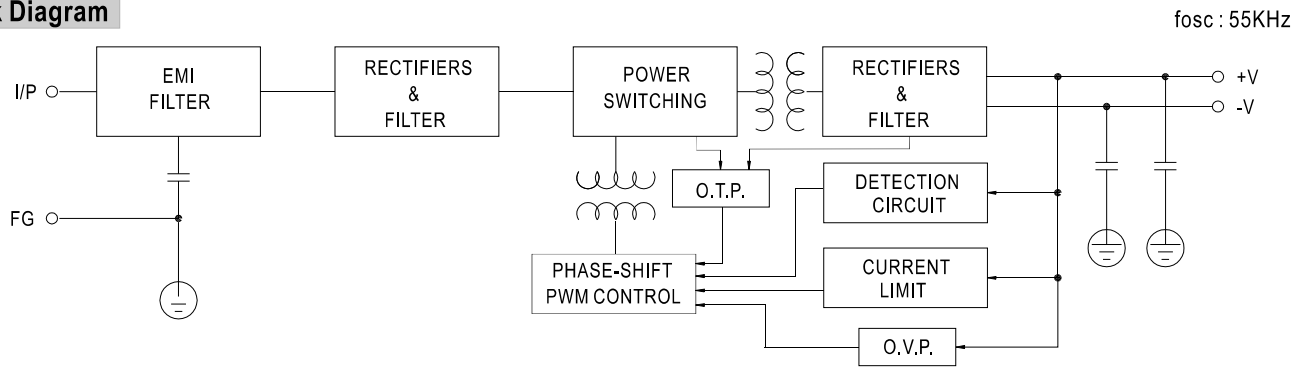 Diagram
fosc : 55KHz
I/P
EMI
FILTER
RECTIFIERS
&
FILTER
POWER
SWITCHING
RECTIFIERS
&
FILTER
+V
-V
O.T.P.
DETECTION
CIRCUIT
FG
PHASE-SHIFT
PWM CONTROL
CURRENT
LIMIT
O.V.P.